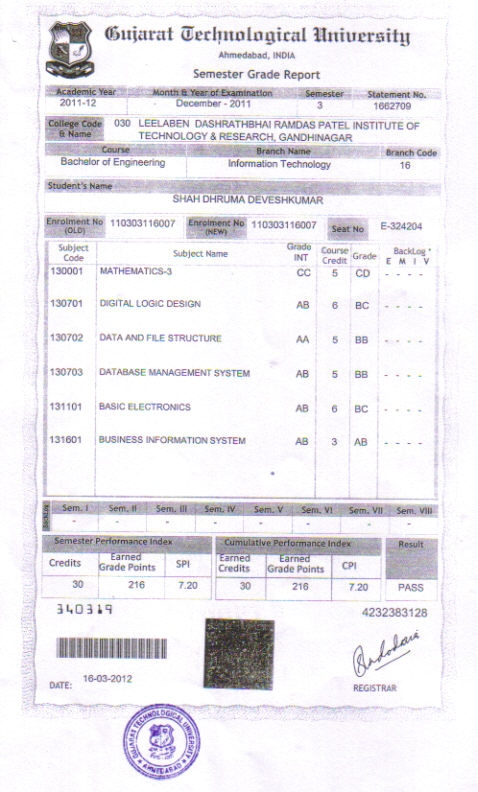 Gujarat Technological University
Ahmedabad, INDIA
Semester Grade Report
Academic Year Month & Year of Examination Semester Statement No.
2011-12 December - 2011 3 1662709
College Code & Name 030 LEELABEN DASHRATHBHAI RAMDAS PATEL INSTITUTE OF
TECHNOLOGY & RESEARCH, GANDHINAGAR
Course Branch Name Branch Code
Bachelor of Engineering Information Technology 16
Student's Name
SHAH DHRUMA DEVESHKUMAR
Enrolment No (OLD) 110303116007 Enrolment No (NEW) 110303116007 Seat No E-324204
Subject Code Subject Name Grade INT Course Credit Grade BackLog * E M I V
130001 MATHEMATICS-3 CC 5 CD - - - -
130701 DIGITAL LOGIC DESIGN AB 6 BC - - - -
130702 DATA AND FILE STRUCTURE AA 5 BB - - - -
130703 DATABASE MANAGEMENT SYSTEM AB 5 BB - - - -
131101 BASIC ELECTRONICS AB 6 BC - - - -
131601 BUSINESS INFORMATION SYSTEM AB 3 AB - - - -
BackLog Sem. I Sem. II Sem. III Sem. IV Sem. V Sem. VI Sem. VII Sem. VIII
- - - - - - - -
Semester Performance Index Cumulative Performance Index Result
Credits Earned Grade Points SPI Earned Credits Earned Grade Points CPI
30 216 7.20 30 216 7.20 PASS
340319 4232383128
DATE: 16-03-2012 REGISTRAR
GUJARAT TECHNOLOGICAL UNIVERSITY
AHMEDABAD